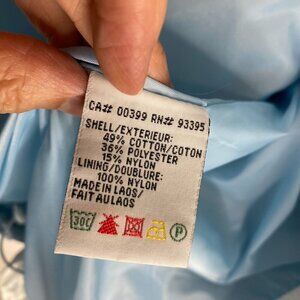 CA# 00399 RN# 93395
SHELL/EXTERIEUR:
49% COTTON/COTON
36% POLYESTER
15% NYLON
LINING/DOUBLURE:
100% NYLON
MADE IN LAOS/
FAIT AU LAOS
30C P